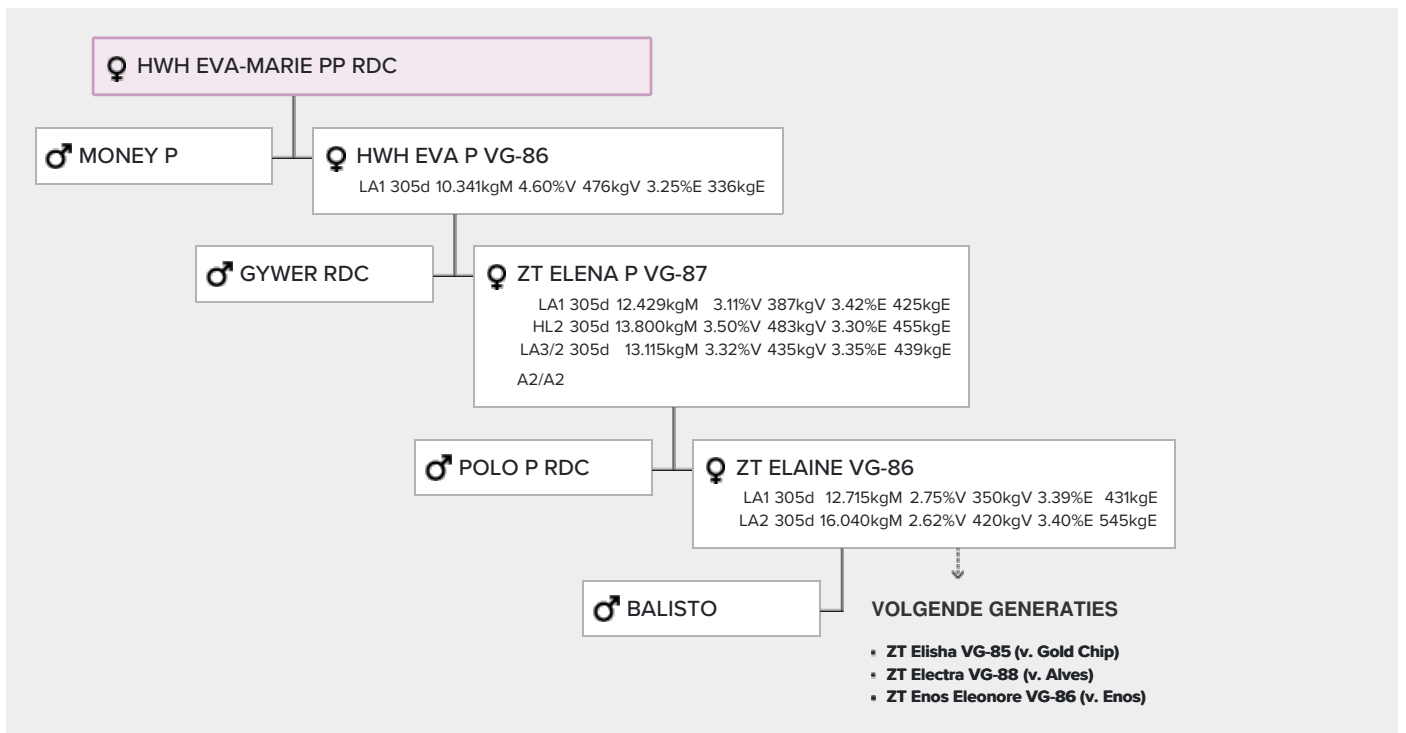 HWH EVA-MARIE PP RDC
MONEY P
HWH EVA P VG-86
LA1 305d 10.341kgM 4.60%V 476kgV 3.25%E 336kgE
GYWER RDC
ZT ELENA P VG-87
LA1 305d 12.429kgM 3.11%V 387kgV 3.42%E 425kgE
HL2 305d 13.800kgM 3.50%V 483kgV 3.30%E 455kgE
LA3/2 305d 13.115kgM 3.32%V 435kgV 3.35%E 439kgE
A2/A2
POLO P RDC
ZT ELAINE VG-86
LA1 305d 12.715kgM 2.75%V 350kgV 3.39%E 431kgE
LA2 305d 16.040kgM 2.62%V 420kgV 3.40%E 545kgE
BALISTO
VOLGENDE GENERATIES
ZT Elisha VG-85 (v. Gold Chip)
ZT Electra VG-88 (v. Alves)
ZT Enos Eleonore VG-86 (v. Enos)